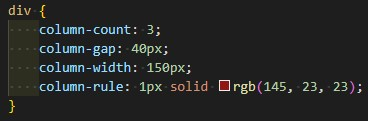 div {
    column-count: 3;
    column-gap: 40px;
    column-width: 150px;
    column-rule: 1px solid rgb(145, 23, 23);
}